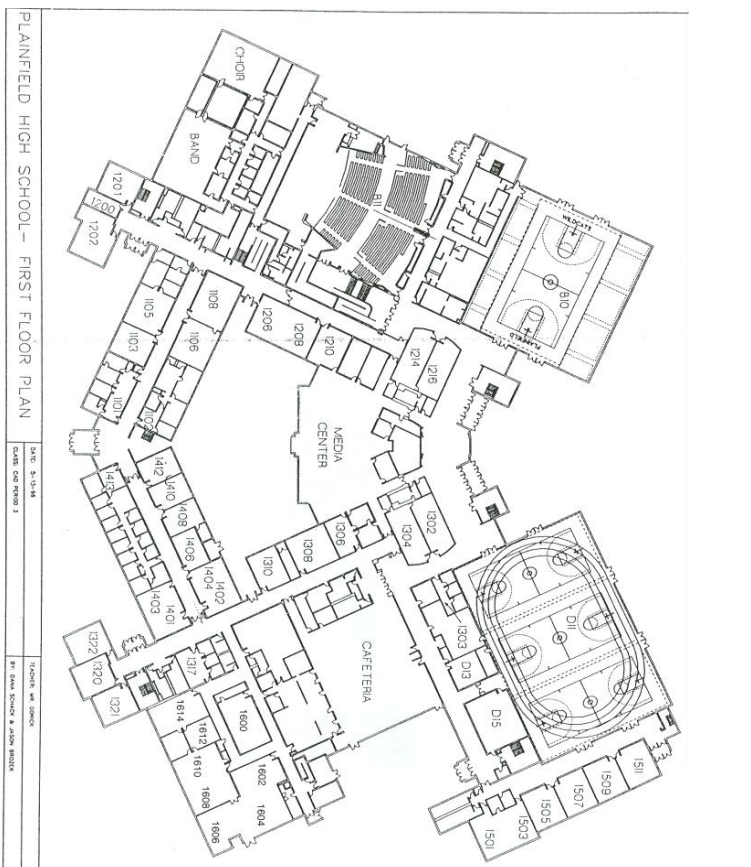 PLAINFIELD HIGH SCHOOL- FIRST FLOOR PLAN
DATE: 5-13-98
CLASS: CAD PERIOD 3
TEACHER: MR. DORICK
BY: DANA SCHACK & JASON BROZEK
CHOIR
BAND
1201
1200
1202
B11
WILDCATS
B10
PLAINFIELD
1108
1105
1106
1103
1101
1102
1206
1208
1210
1214
1216
MEDIA
CENTER
1412
1410
1408
1406
1404
1402
1413
1403
1401
1302
1304
1306
1308
1310
CAFETERIA
1303
D11
D13
D15
1322
1320
1321
1317
1600
1614
1612
1610
1608
1606
1602
1604
1511
1509
1507
1505
1503
1501